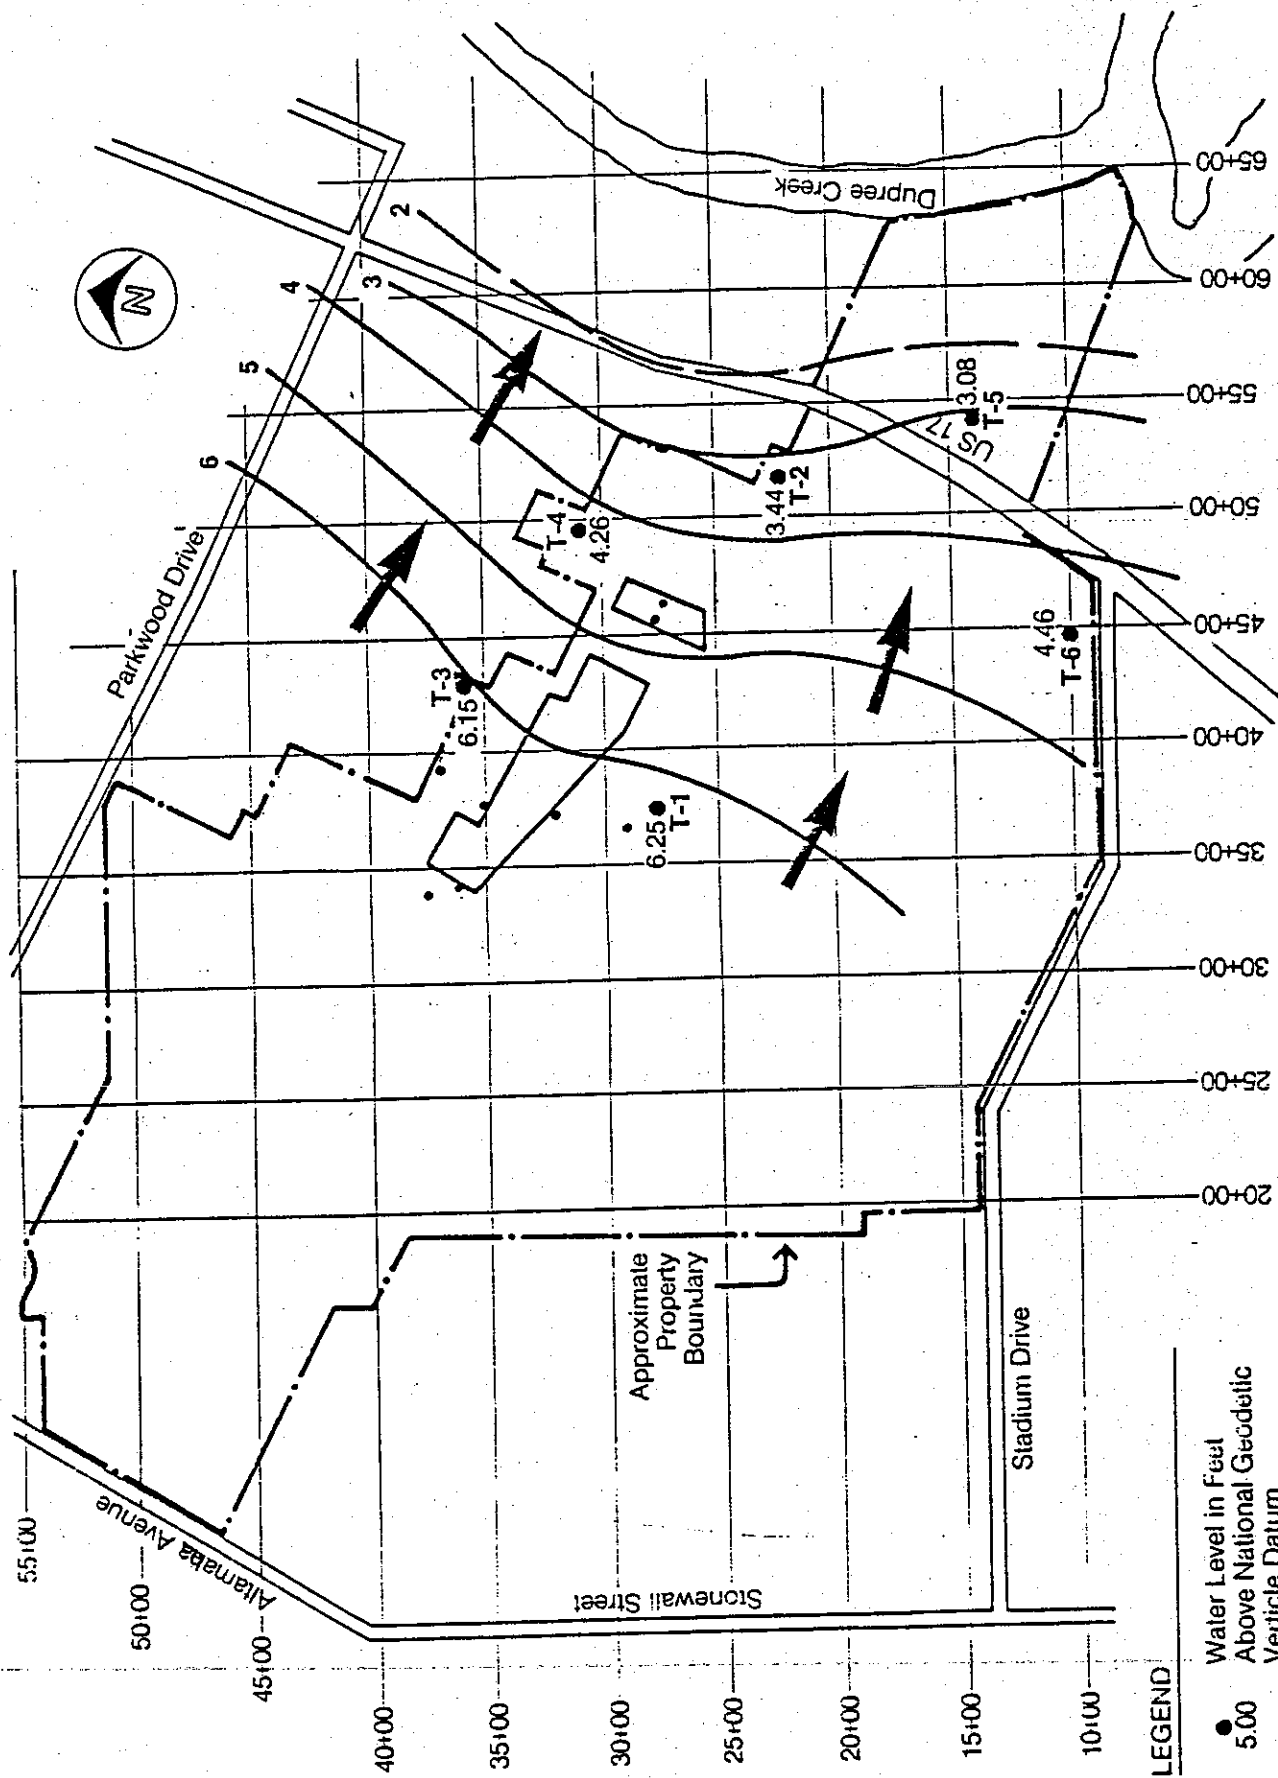 N
Parkwood Drive
Dupree Creek
US 17
Altamaha Avenue
Stonewall Street
Stadium Drive
Approximate
Property
Boundary
2
3
4
5
6
T-3
6.15
T-4
4.26
T-1
6.25
T-2
3.44
T-5
3.08
T-6
4.46
55+00
50+00
45+00
40+00
35+00
30+00
25+00
20+00
15+00
10+00
65+00
60+00
55+00
50+00
45+00
40+00
35+00
30+00
25+00
20+00
LEGEND
5.00
Water Level in Feet
Above National Geodetic
Verticle Datum